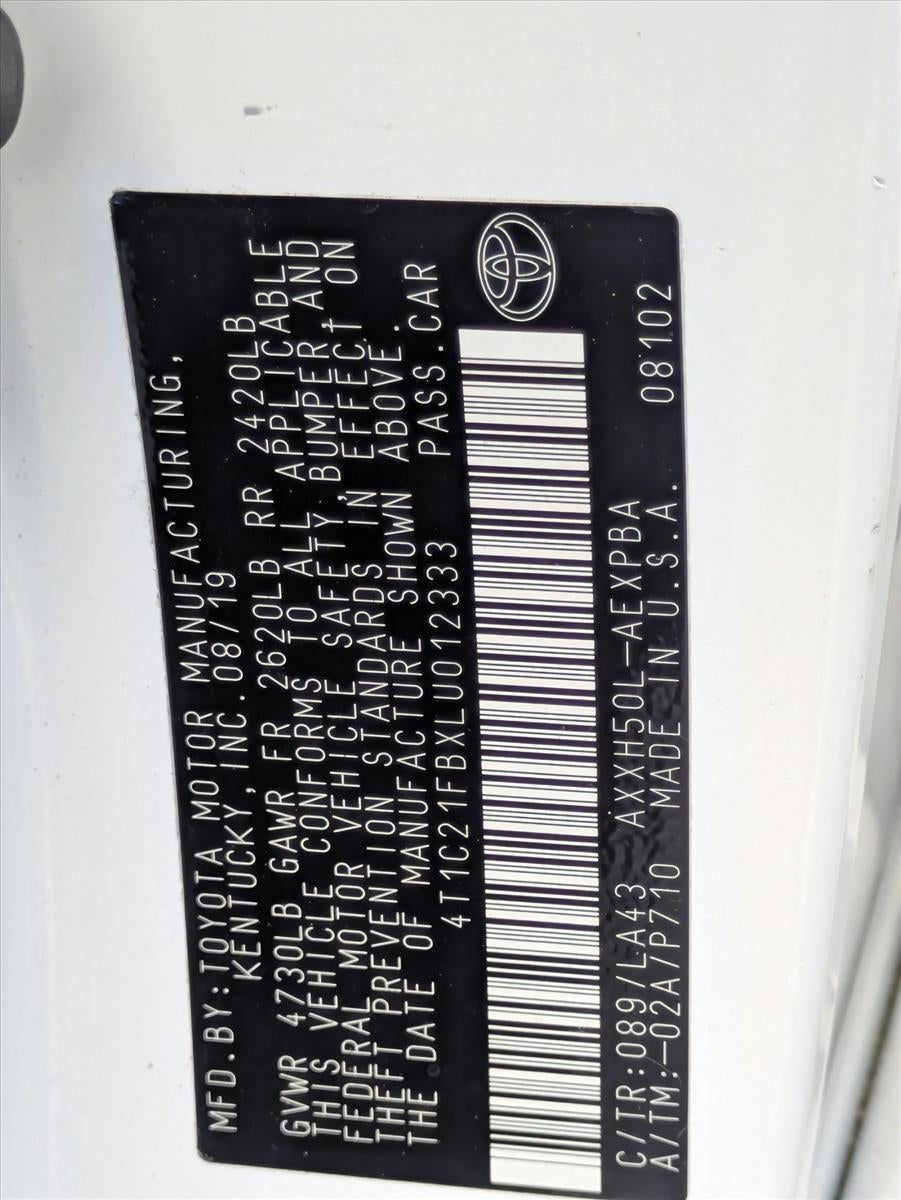 MFD.BY:TOYOTA MOTOR MANUFACTURING,
KENTUCKY, INC.08/19
GVWR 4730LB GAWR FR 2620LB RR 2420LB
THIS VEHICLE CONFORMS TO ALL APPLICABLE
FEDERAL MOTOR VEHICLE SAFETY,BUMPER,AND
THEFT PREVENTION STANDARDS IN EFFECT ON
THE DATE OF MANUFACTURE SHOWN ABOVE.
4T1C21FBXLU012333 PASS.CAR
C/TR:089/LA43 AXXH50L-AEXPBA
A/TM:-02A/P710 MADE IN U.S.A. 08102